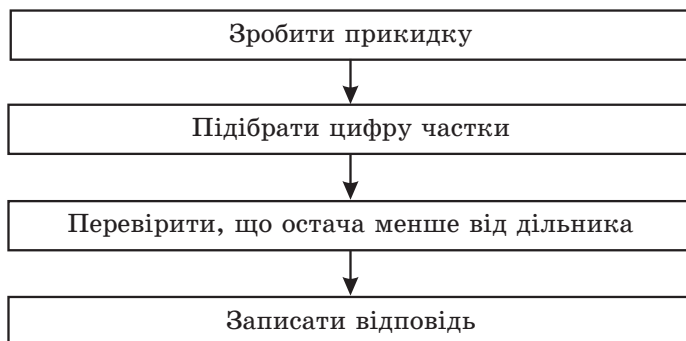 Зробити прикидку
Підібрати цифру частки
Перевірити, що остача менше від дільника
Записати відповідь